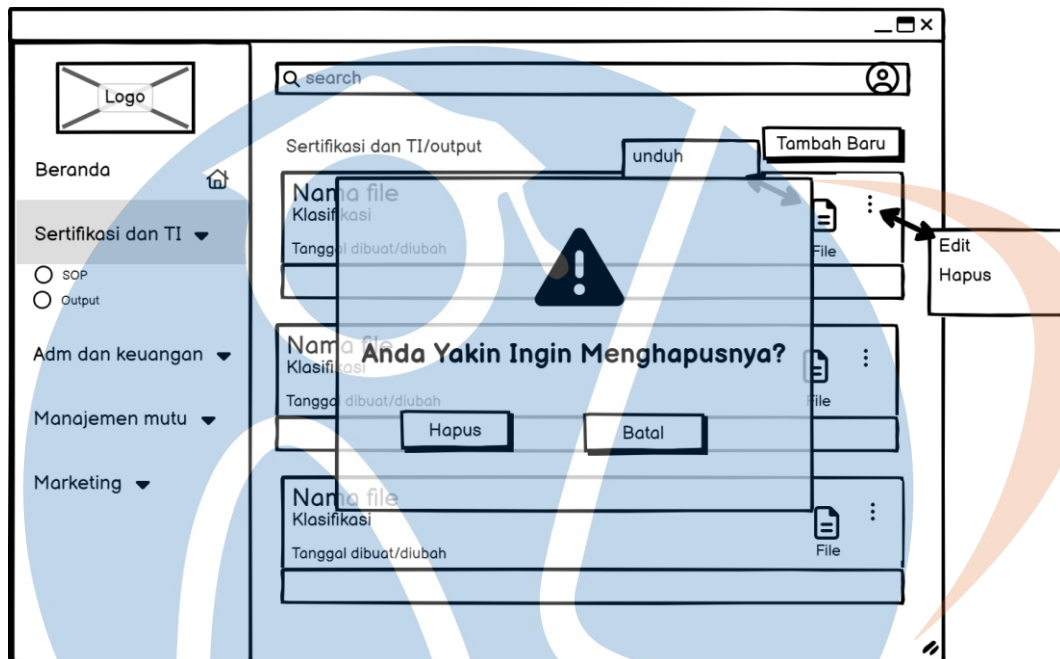 Logo
search
Beranda
Sertifikasi dan TI
SOP
Output
Adm dan keuangan
Manajemen mutu
Marketing
Sertifikasi dan TI/output
unduh
Tambah Baru
Nama file
Klasifikasi
Tanggal dibuat/diubah
File
Edit
Hapus
Anda Yakin Ingin Menghapusnya?
Hapus
Batal
Nama file
Klasifikasi
Tanggal dibuat/diubah
File
Nama file
Klasifikasi
Tanggal dibuat/diubah
File